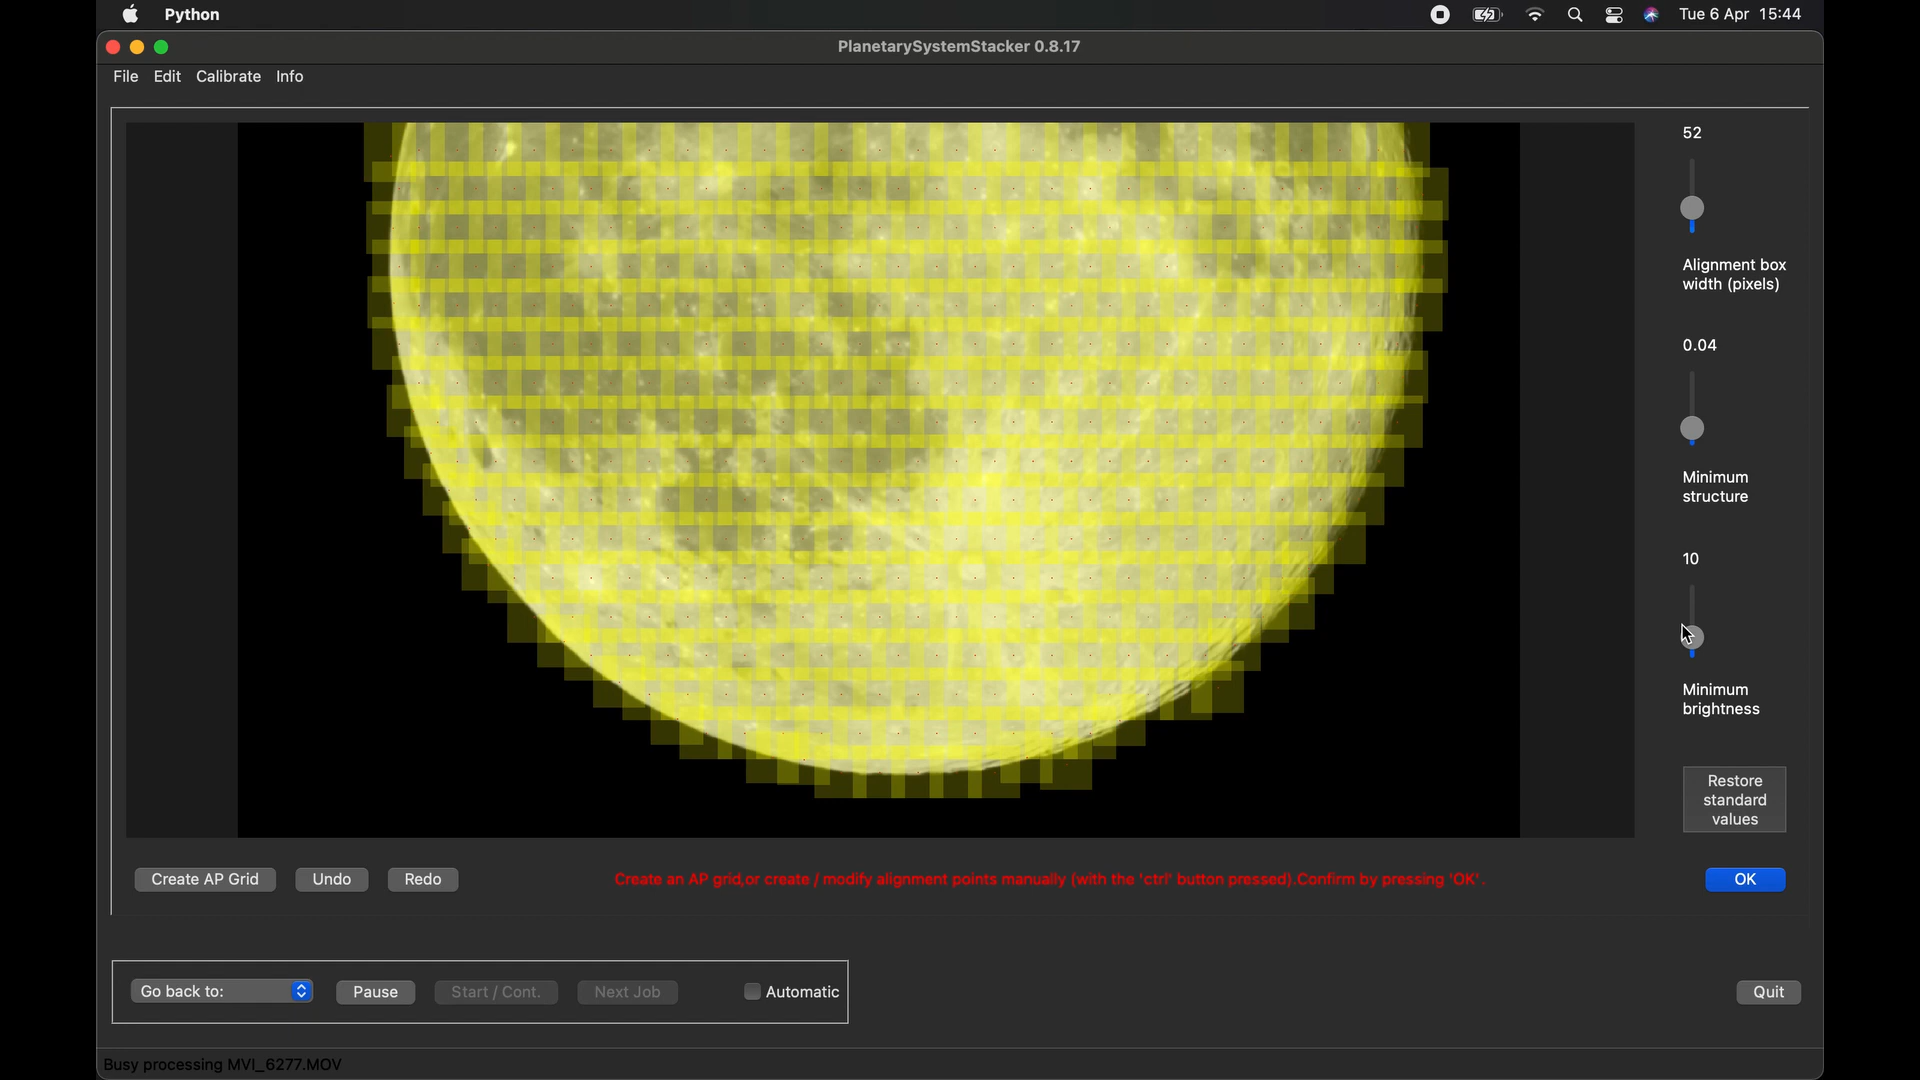 Python
Tue 6 Apr 15:44
PlanetarySystemStacker 0.8.17
File Edit Calibrate Info
52
Alignment box
width (pixels)
0.04
Minimum
structure
10
Minimum
brightness
Restore
standard
values
Create AP Grid
Undo
Redo
Create an AP grid,or create / modify alignment points manually (with the 'ctrl' button pressed).Confirm by pressing 'OK'.
OK
Go back to:
Pause
Start / Cont.
Next Job
Automatic
Quit
Busy processing MVI_6277.MOV